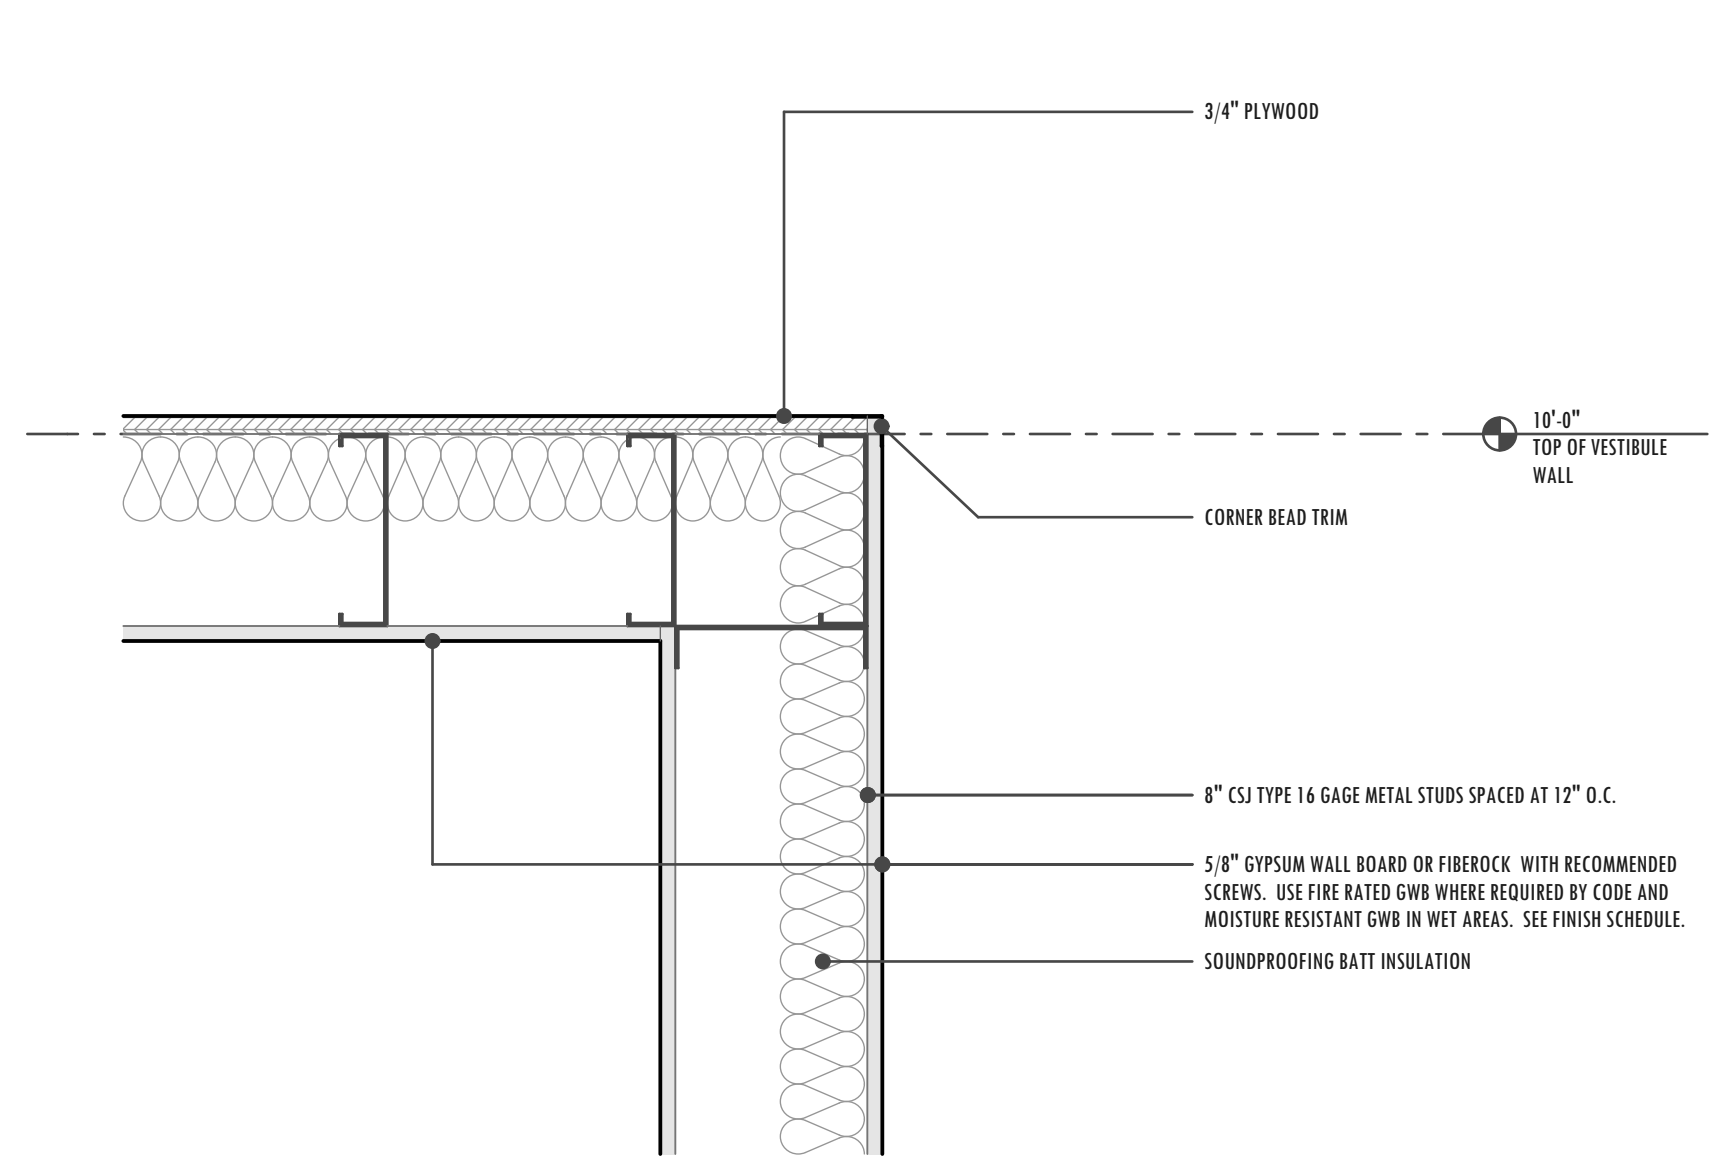 3/4" PLYWOOD
10'-0"
TOP OF VESTIBULE
WALL
CORNER BEAD TRIM
8" CSJ TYPE 16 GAGE METAL STUDS SPACED AT 12" O.C.
5/8" GYPSUM WALL BOARD OR FIBEROCK WITH RECOMMENDED
SCREWS. USE FIRE RATED GWB WHERE REQUIRED BY CODE AND
MOISTURE RESISTANT GWB IN WET AREAS. SEE FINISH SCHEDULE.
SOUNDPROOFING BATT INSULATION